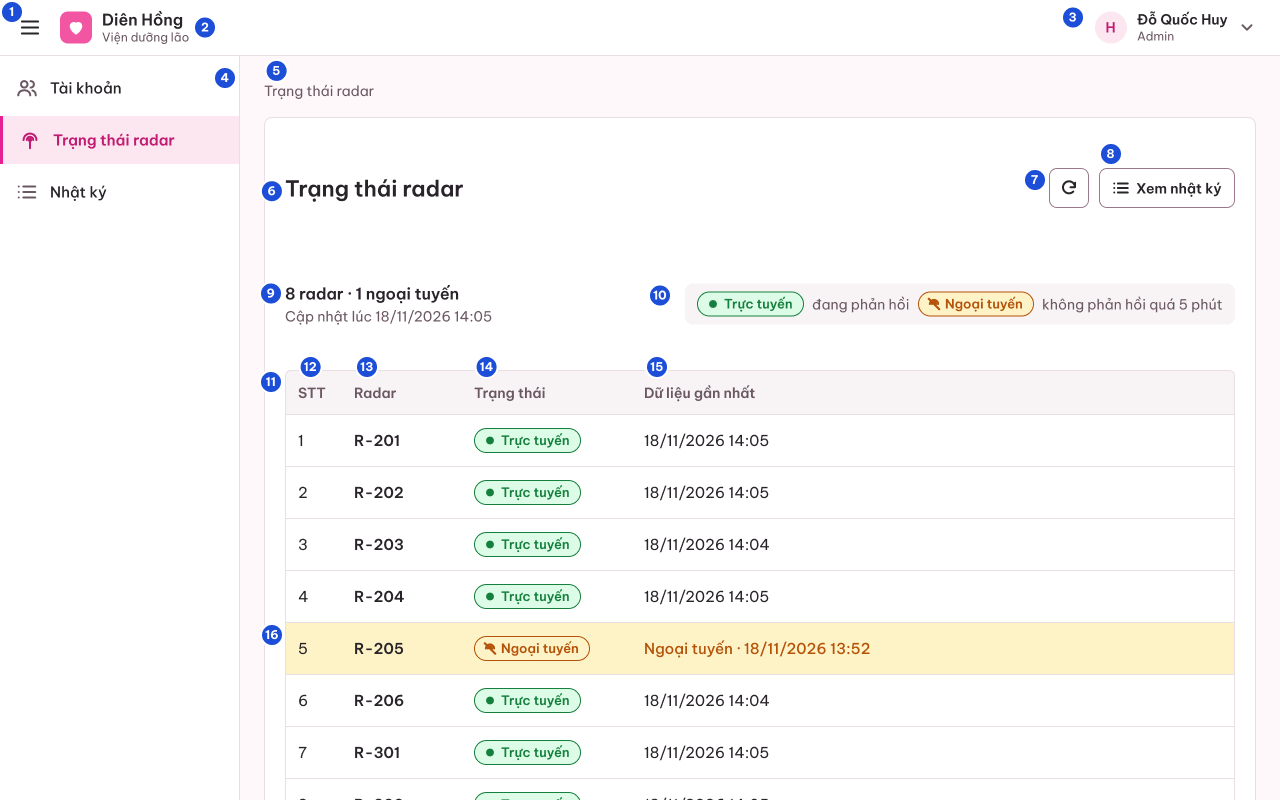 1
Diên Hồng
Viện dưỡng lão
2
3
H
Đỗ Quốc Huy
Admin
Tài khoản
4
Trạng thái radar
Nhật ký
5
Trạng thái radar
6 Trạng thái radar
7
8
Xem nhật ký
9 8 radar · 1 ngoại tuyến
Cập nhật lúc 18/11/2026 14:05
10 Trực tuyến đang phản hồi Ngoại tuyến không phản hồi quá 5 phút
11
12 13 14 15
STT Radar Trạng thái Dữ liệu gần nhất
1 R-201 Trực tuyến 18/11/2026 14:05
2 R-202 Trực tuyến 18/11/2026 14:05
3 R-203 Trực tuyến 18/11/2026 14:04
4 R-204 Trực tuyến 18/11/2026 14:05
16
5 R-205 Ngoại tuyến Ngoại tuyến · 18/11/2026 13:52
6 R-206 Trực tuyến 18/11/2026 14:04
7 R-301 Trực tuyến 18/11/2026 14:05